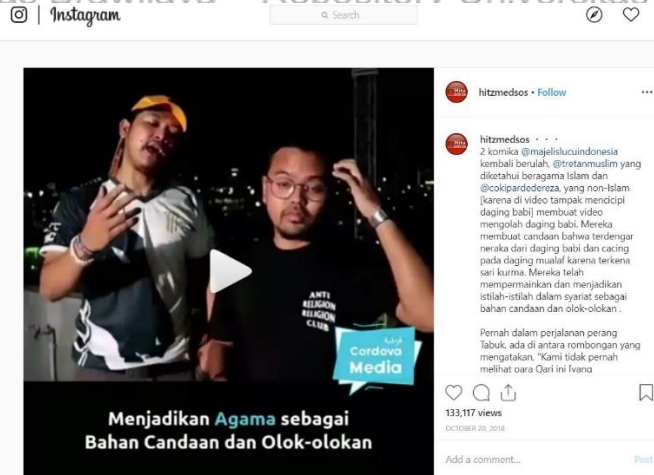 Repository Universitas
Instagram
Search
ANTI
RELIGION
RELIGION
CLUB
Cordova
Media
Menjadikan Agama sebagai
Bahan Candaan dan Olok-olokan
hitzmedsos • Follow
hitzmedsos
2 komika @majelislucuindonesia
kembali berulah, @tretanmuslim yang
diketahui beragama Islam dan
@cokipardedereza, yang non-Islam
[karena di video tampak mencicipi
daging babi] membuat video
mengolah daging babi. Mereka
membuat candaan bahwa terdengar
neraka dari daging babi dan cacing
pada daging mualaf karena terkena
sari kurma. Mereka telah
mempermainkan dan menjadikan
istilah-istilah dalam syariat sebagai
bahan candaan dan olok-olokan .
Pernah dalam perjalanan perang
Tabuk, ada di antara rombongan yang
mengatakan, "Kami tidak pernah
melihat para Qari ini [yang
133,117 views
OCTOBER 20, 2018
Add a comment...
Post